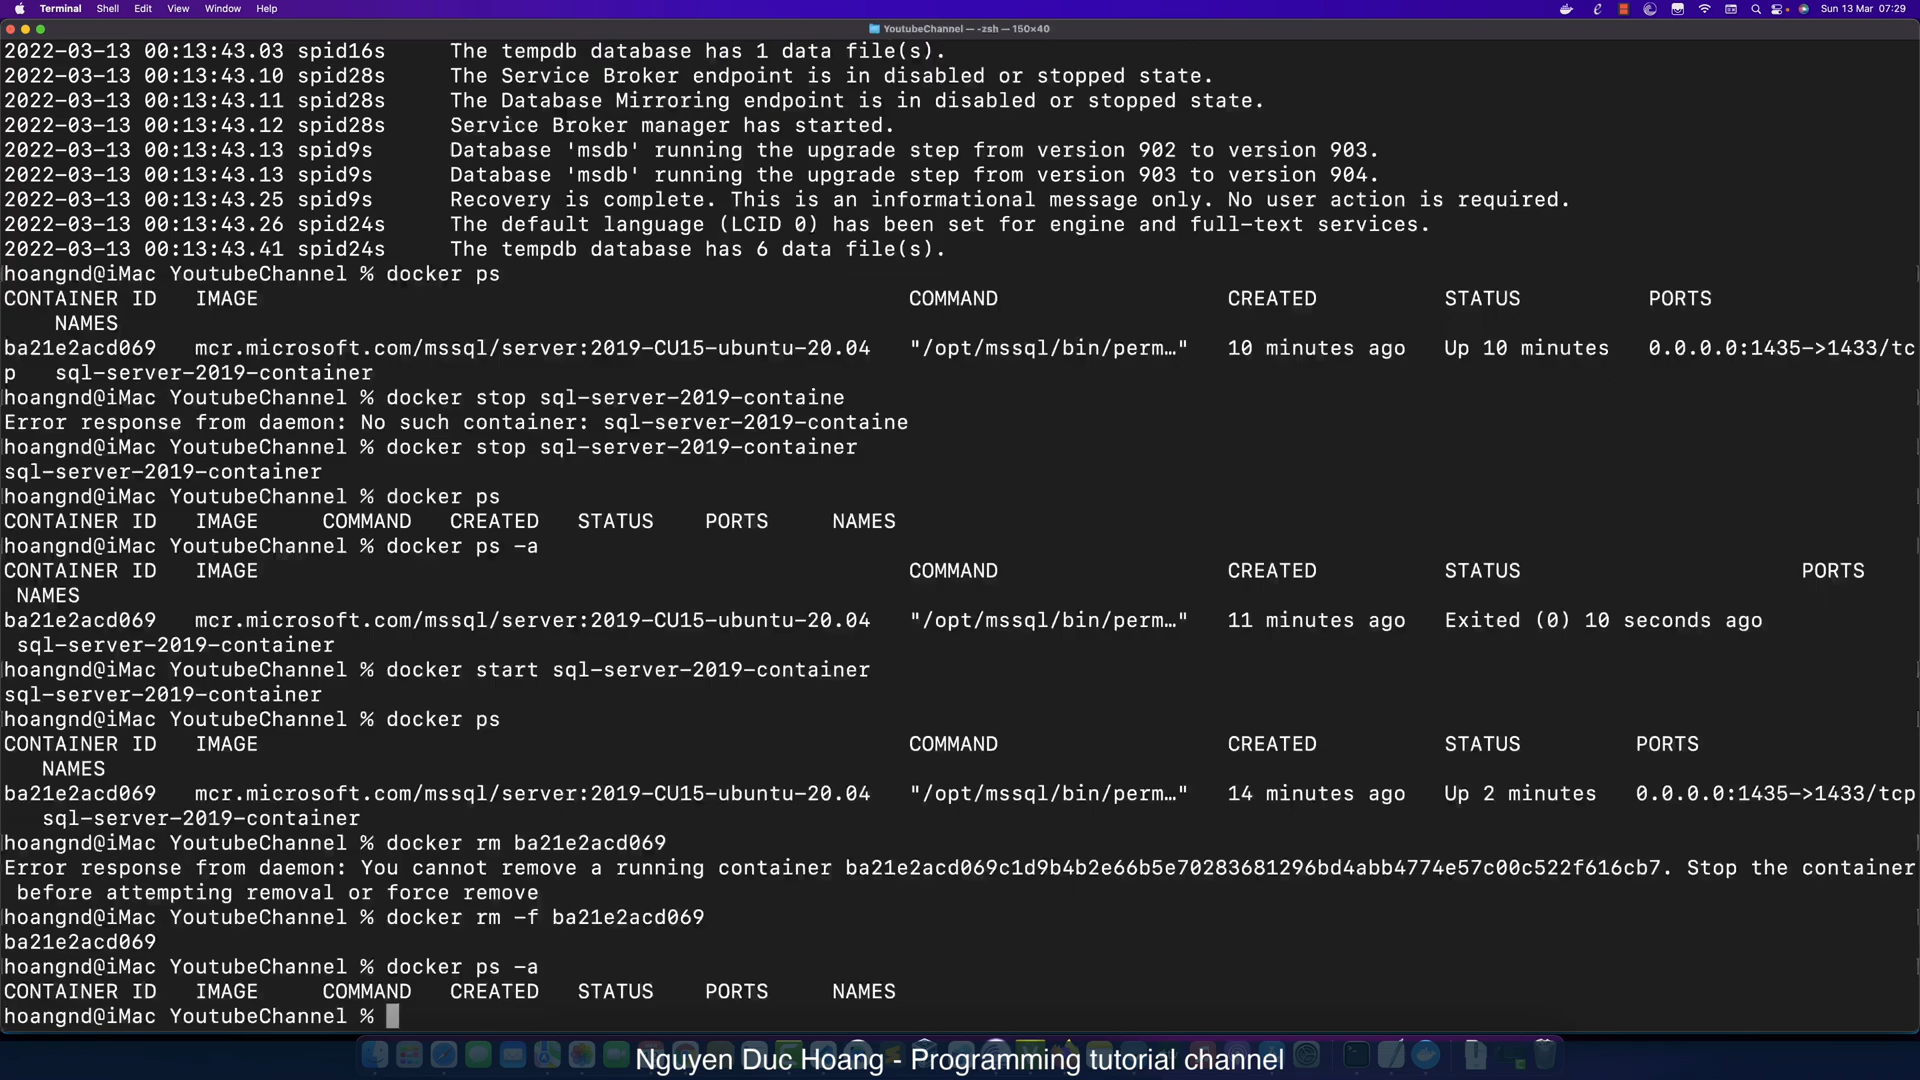 Terminal Shell Edit View Window Help Sun 13 Mar 07:29
YoutubeChannel — -zsh — 150×40
2022-03-13 00:13:43.03 spid16s     The tempdb database has 1 data file(s).
2022-03-13 00:13:43.10 spid28s     The Service Broker endpoint is in disabled or stopped state.
2022-03-13 00:13:43.11 spid28s     The Database Mirroring endpoint is in disabled or stopped state.
2022-03-13 00:13:43.12 spid28s     Service Broker manager has started.
2022-03-13 00:13:43.13 spid9s      Database 'msdb' running the upgrade step from version 902 to version 903.
2022-03-13 00:13:43.13 spid9s      Database 'msdb' running the upgrade step from version 903 to version 904.
2022-03-13 00:13:43.25 spid9s      Recovery is complete. This is an informational message only. No user action is required.
2022-03-13 00:13:43.26 spid24s     The default language (LCID 0) has been set for engine and full-text services.
2022-03-13 00:13:43.41 spid24s     The tempdb database has 6 data file(s).
hoangnd@iMac YoutubeChannel % docker ps
CONTAINER ID   IMAGE   COMMAND   CREATED   STATUS   PORTS
NAMES
ba21e2acd069   mcr.microsoft.com/mssql/server:2019-CU15-ubuntu-20.04   "/opt/mssql/bin/perm…"   10 minutes ago   Up 10 minutes   0.0.0.0:1435->1433/tc
p   sql-server-2019-container
hoangnd@iMac YoutubeChannel % docker stop sql-server-2019-containe
Error response from daemon: No such container: sql-server-2019-containe
hoangnd@iMac YoutubeChannel % docker stop sql-server-2019-container
sql-server-2019-container
hoangnd@iMac YoutubeChannel % docker ps
CONTAINER ID   IMAGE     COMMAND   CREATED   STATUS    PORTS     NAMES
hoangnd@iMac YoutubeChannel % docker ps -a
CONTAINER ID   IMAGE   COMMAND   CREATED   STATUS   PORTS
NAMES
ba21e2acd069   mcr.microsoft.com/mssql/server:2019-CU15-ubuntu-20.04   "/opt/mssql/bin/perm…"   11 minutes ago   Exited (0) 10 seconds ago
sql-server-2019-container
hoangnd@iMac YoutubeChannel % docker start sql-server-2019-container
sql-server-2019-container
hoangnd@iMac YoutubeChannel % docker ps
CONTAINER ID   IMAGE   COMMAND   CREATED   STATUS   PORTS
NAMES
ba21e2acd069   mcr.microsoft.com/mssql/server:2019-CU15-ubuntu-20.04   "/opt/mssql/bin/perm…"   14 minutes ago   Up 2 minutes   0.0.0.0:1435->1433/tcp
sql-server-2019-container
hoangnd@iMac YoutubeChannel % docker rm ba21e2acd069
Error response from daemon: You cannot remove a running container ba21e2acd069c1d9b4b2e66b5e70283681296bd4abb4774e57c00c522f616cb7. Stop the container
before attempting removal or force remove
hoangnd@iMac YoutubeChannel % docker rm -f ba21e2acd069
ba21e2acd069
hoangnd@iMac YoutubeChannel % docker ps -a
CONTAINER ID   IMAGE     COMMAND   CREATED   STATUS    PORTS     NAMES
hoangnd@iMac YoutubeChannel %
Nguyen Duc Hoang - Programming tutorial channel